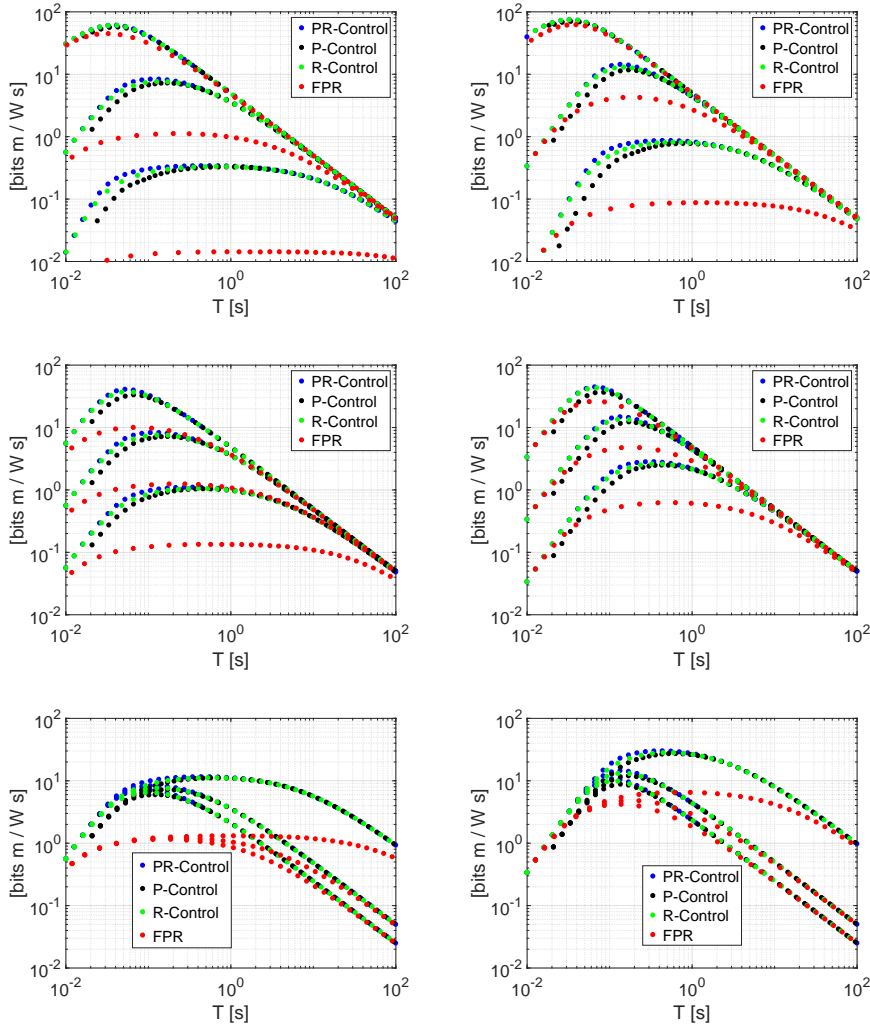 [bits m / W s]
10^2
10^1
10^0
10^-1
10^-2
PR-Control
P-Control
R-Control
FPR
10^-2 10^0 10^2
T [s]
[bits m / W s]
10^2
10^1
10^0
10^-1
10^-2
PR-Control
P-Control
R-Control
FPR
10^-2 10^0 10^2
T [s]
[bits m / W s]
10^2
10^1
10^0
10^-1
10^-2
PR-Control
P-Control
R-Control
FPR
10^-2 10^0 10^2
T [s]
[bits m / W s]
10^2
10^1
10^0
10^-1
10^-2
PR-Control
P-Control
R-Control
FPR
10^-2 10^0 10^2
T [s]
[bits m / W s]
10^2
10^1
10^0
10^-1
10^-2
PR-Control
P-Control
R-Control
FPR
10^-2 10^0 10^2
T [s]
[bits m / W s]
10^2
10^1
10^0
10^-1
10^-2
PR-Control
P-Control
R-Control
FPR
10^-2 10^0 10^2
T [s]